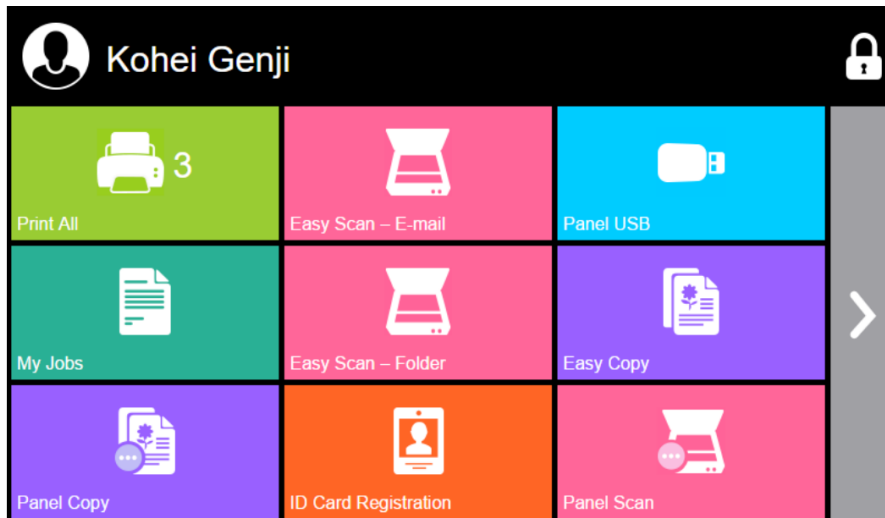 Kohei Genji
3
Print All
Easy Scan – E-mail
Panel USB
My Jobs
Easy Scan – Folder
Easy Copy
Panel Copy
ID Card Registration
Panel Scan